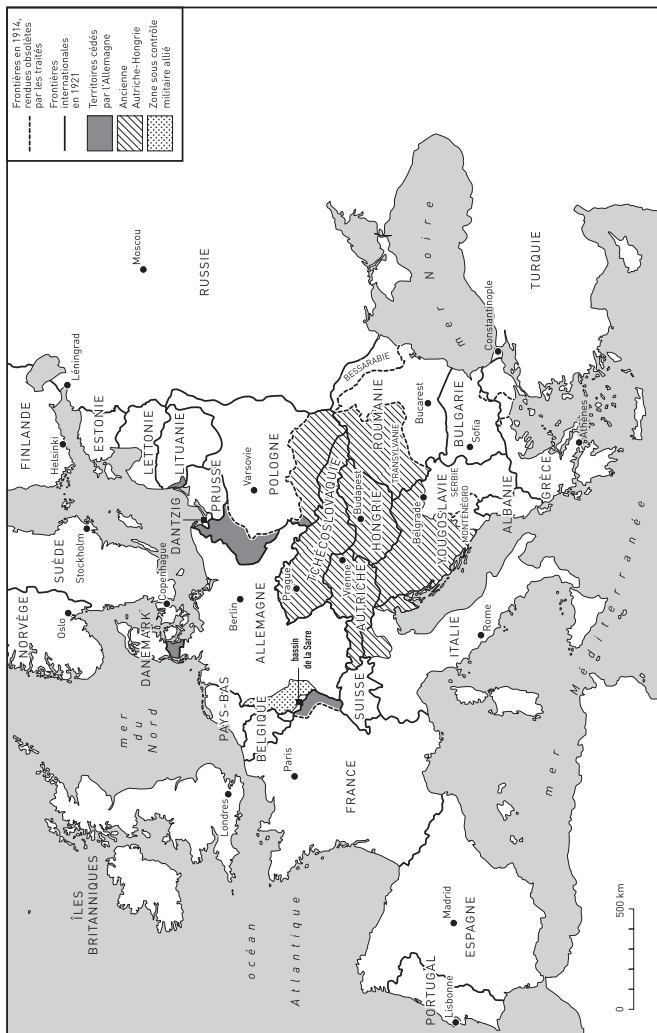 Frontières en 1914,
rendues obsolètes
par les traités
Frontières
internationales
en 1921
Territoires cédés
par l'Allemagne
Ancienne
Autriche-Hongrie
Zone sous contrôle
militaire allié
NORVÈGE
Oslo
SUÈDE
Stockholm
FINLANDE
Helsinki
Léningrad
ESTONIE
LETTONIE
LITUANIE
Moscou
RUSSIE
ÎLES
BRITANNIQUES
Londres
mer
du
Nord
DANEMARK
Copenhague
DANTZIG
PRUSSE
PAYS-BAS
BELGIQUE
Berlin
ALLEMAGNE
Varsovie
POLOGNE
océan
Atlantique
Paris
FRANCE
bassin
de la Sarre
Prague
TCHÉCOSLOVAQUIE
SUISSE
Vienne
AUTRICHE
Budapest
HONGRIE
BESSARABIE
ROUMANIE
TRANSYLVANIE
Bucarest
Belgrade
YOUGOSLAVIE
SERBIE
MONTÉNÉGRO
BULGARIE
Sofia
mer Noire
Constantinople
TURQUIE
ALBANIE
GRÈCE
Athènes
ITALIE
Rome
PORTUGAL
Lisbonne
Madrid
ESPAGNE
mer Méditerranée
0 500 km